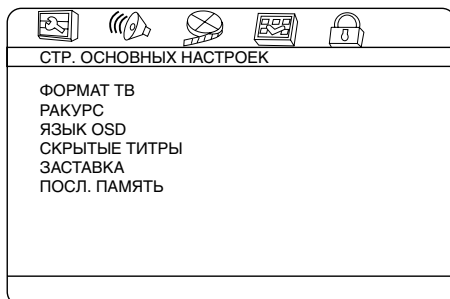 СТР. ОСНОВНЫХ НАСТРОЕК
ФОРМАТ ТВ
РАКУРС
ЯЗЫК OSD
СКРЫТЫЕ ТИТРЫ
ЗАСТАВКА
ПОСЛ. ПАМЯТЬ